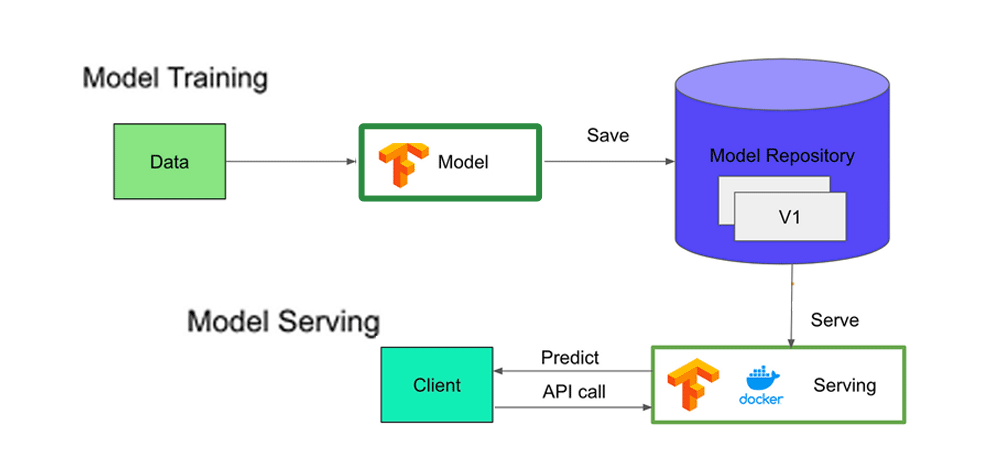 Model Training
Data
Model
Save
Model Repository
V1
Serve
Model Serving
Client
Predict
API call
docker
Serving